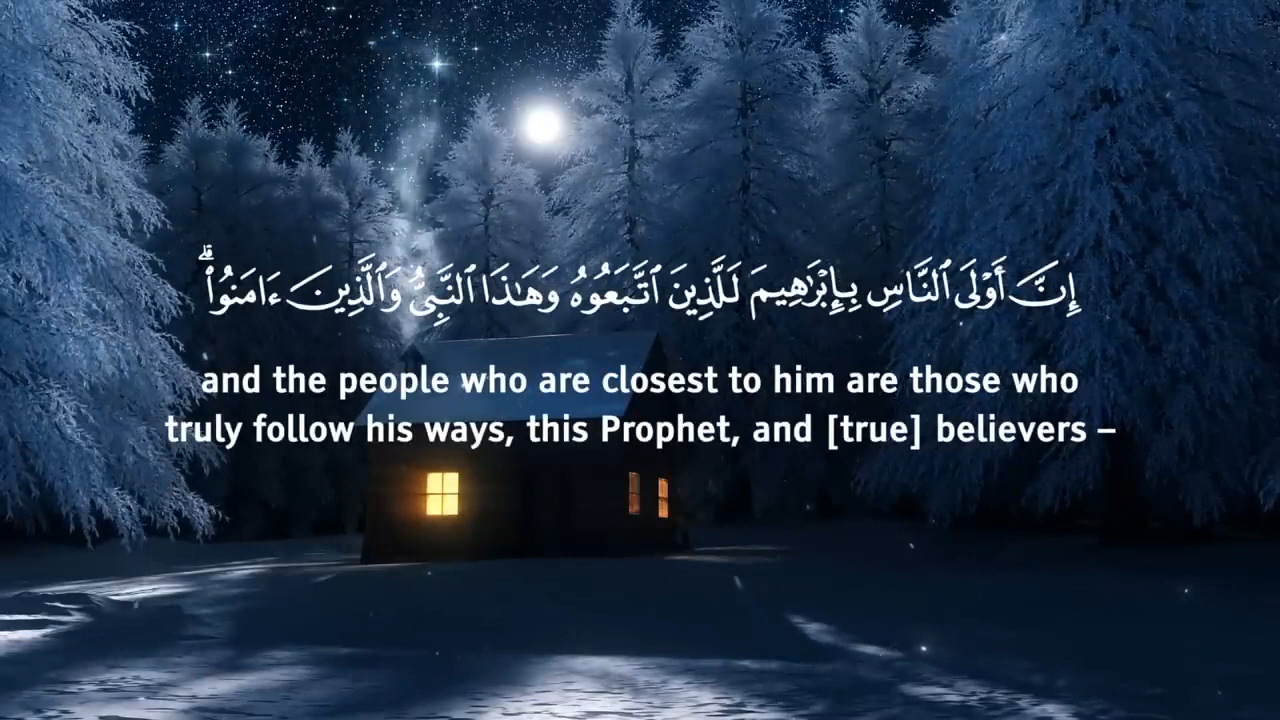 إِنَّ أَوْلَى ٱلنَّاسِ بِإِبْرَٰهِيمَ لَلَّذِينَ ٱتَّبَعُوهُ وَهَٰذَا ٱلنَّبِىُّ وَٱلَّذِينَ ءَامَنُوا۟ ۗ
and the people who are closest to him are those who
truly follow his ways, this Prophet, and [true] believers –